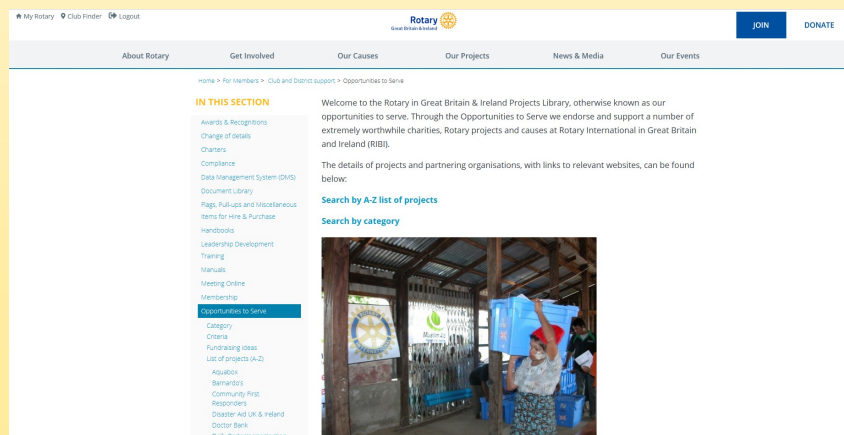 My Rotary Club Finder Logout
Rotary
Great Britain & Ireland
JOIN DONATE
About Rotary Get Involved Our Causes Our Projects News & Media Our Events
Home > For Members > Club and District support > Opportunities to Serve
IN THIS SECTION
Awards & Recognitions
Change of details
Charters
Compliance
Data Management System (DMS)
Document Library
Flags, Pull-ups and Miscellaneous
Items for Hire & Purchase
Handbooks
Leadership Development
Training
Manuals
Meeting Online
Membership
Opportunities to Serve
Category
Criteria
Fundraising Ideas
List of projects (A-Z)
Aquabox
Barnardo's
Community First
Responders
Disaster Aid UK & Ireland
Doctor Bank
Welcome to the Rotary in Great Britain & Ireland Projects Library, otherwise known as our
opportunities to serve. Through the Opportunities to Serve we endorse and support a number of
extremely worthwhile charities, Rotary projects and causes at Rotary International in Great Britain
and Ireland (RIBI).
The details of projects and partnering organisations, with links to relevant websites, can be found
below:
Search by A-Z list of projects
Search by category